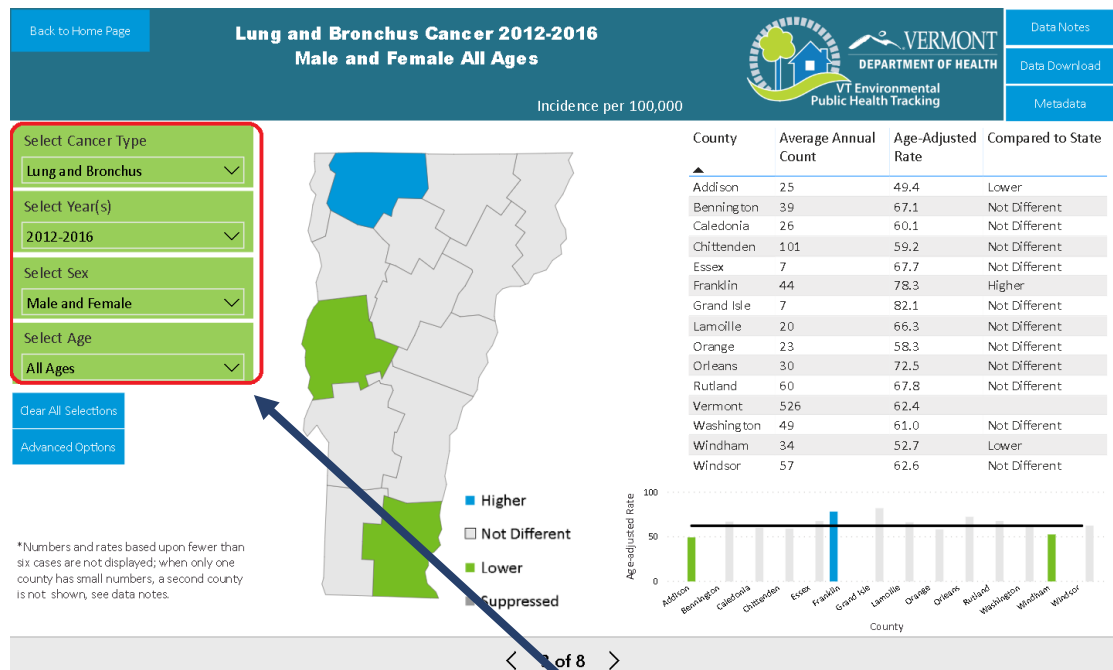 Back to Home Page
Lung and Bronchus Cancer 2012-2016
Male and Female All Ages
Incidence per 100,000
VERMONT
DEPARTMENT OF HEALTH
VT Environmental
Public Health Tracking
Data Notes
Data Download
Metadata
Select Cancer Type
Lung and Bronchus
Select Year(s)
2012-2016
Select Sex
Male and Female
Select Age
All Ages
Clear All Selections
Advanced Options
*Numbers and rates based upon fewer than
six cases are not displayed; when only one
county has small numbers, a second county
is not shown, see data notes.
Higher
Not Different
Lower
Suppressed
County Average Annual Count Age-Adjusted Rate Compared to State
Addison 25 49.4 Lower
Bennington 39 67.1 Not Different
Caledonia 26 60.1 Not Different
Chittenden 101 59.2 Not Different
Essex 7 67.7 Not Different
Franklin 44 78.3 Higher
Grand Isle 7 82.1 Not Different
Lamoille 20 66.3 Not Different
Orange 23 58.3 Not Different
Orleans 30 72.5 Not Different
Rutland 60 67.8 Not Different
Vermont 526 62.4
Washington 49 61.0 Not Different
Windham 34 52.7 Lower
Windsor 57 62.6 Not Different
Age-adjusted Rate
100
50
0
Addison
Bennington
Caledonia
Chittenden
Essex
Franklin
Grand Isle
Lamoille
Orange
Orleans
Rutland
Washington
Windham
Windsor
County
of 8